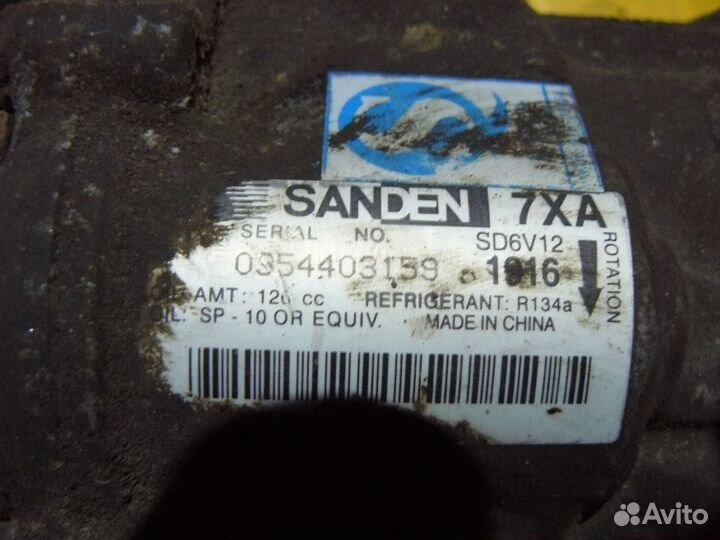 SANDEN 7XA
SERIAL NO. SD6V12
0354403159 1916
AMT: 120 cc REFRIGERANT: R134a
OIL: SP - 10 OR EQUIV. MADE IN CHINA
ROTATION
Avito